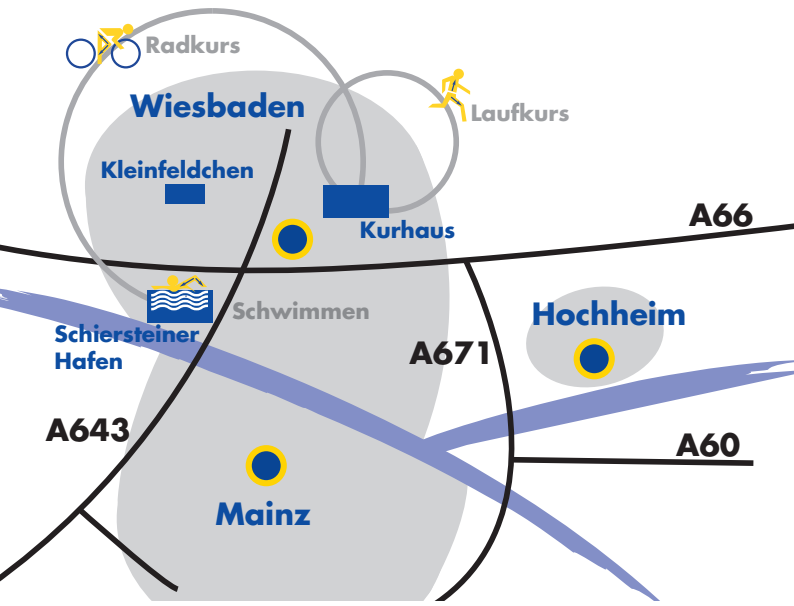 Radkurs
Wiesbaden
Laufkurs
Kleinfeldchen
A66
Kurhaus
Schwimmen
Hochheim
Schiersteiner
Hafen
A671
A643
A60
Mainz